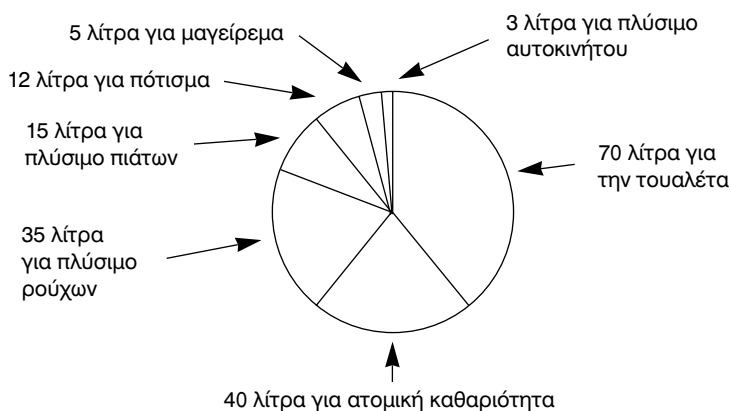 5 λίτρα για μαγείρεμα
3 λίτρα για πλύσιμο
αυτοκινήτου
12 λίτρα για πότισμα
15 λίτρα για
πλύσιμο πιάτων
70 λίτρα για
την τουαλέτα
35 λίτρα
για πλύσιμο
ρούχων
40 λίτρα για ατομική καθαριότητα